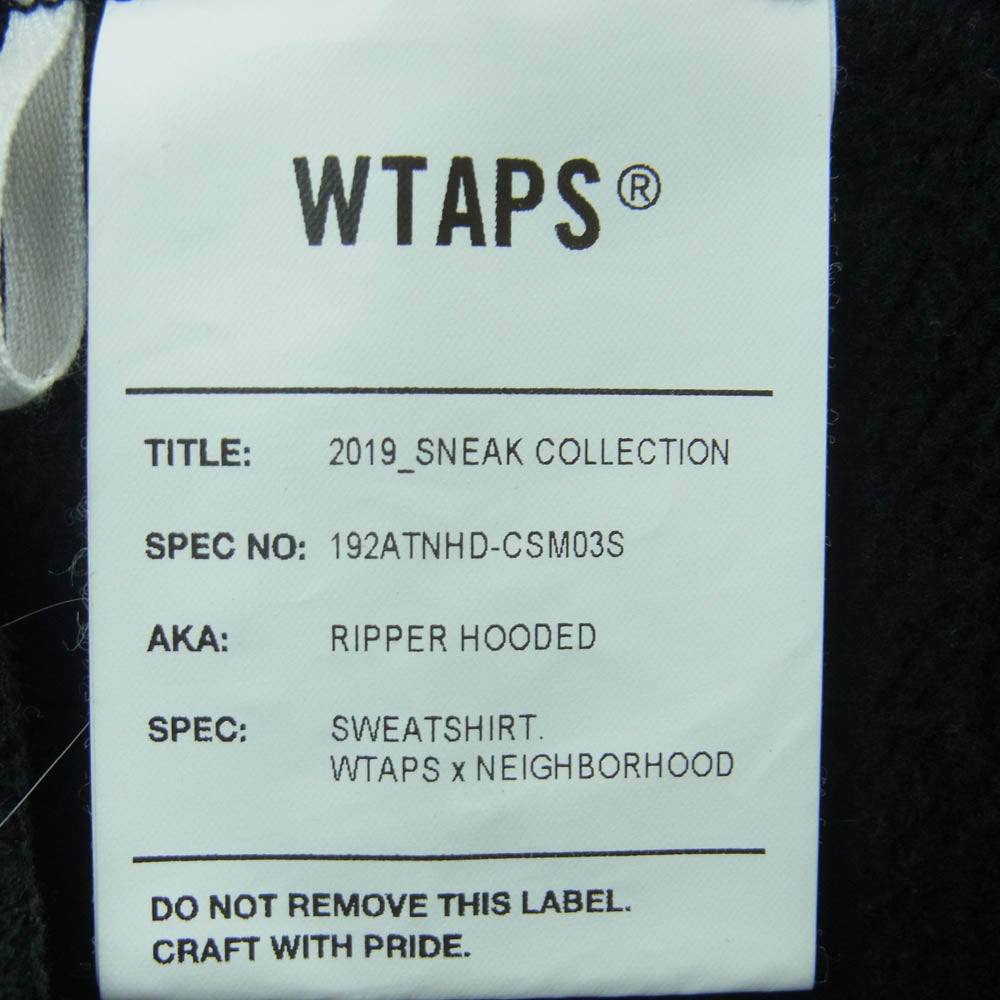 WTAPS®
TITLE: 2019_SNEAK COLLECTION
SPEC NO: 192ATNHD-CSM03S
AKA: RIPPER HOODED
SPEC: SWEATSHIRT.
WTAPS x NEIGHBORHOOD
DO NOT REMOVE THIS LABEL.
CRAFT WITH PRIDE.